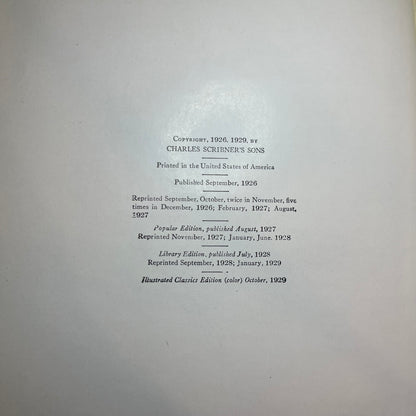 Copyright, 1926, 1929, by
CHARLES SCRIBNER'S SONS
Printed in the United States of America
Published September, 1926
Reprinted September, October, twice in November, five
times in December, 1926; February, 1927; August,
1927
Popular Edition, published August, 1927
Reprinted November, 1927; January, June, 1928
Library Edition, published July, 1928
Reprinted September, 1928; January, 1929
Illustrated Classics Edition (color) October, 1929